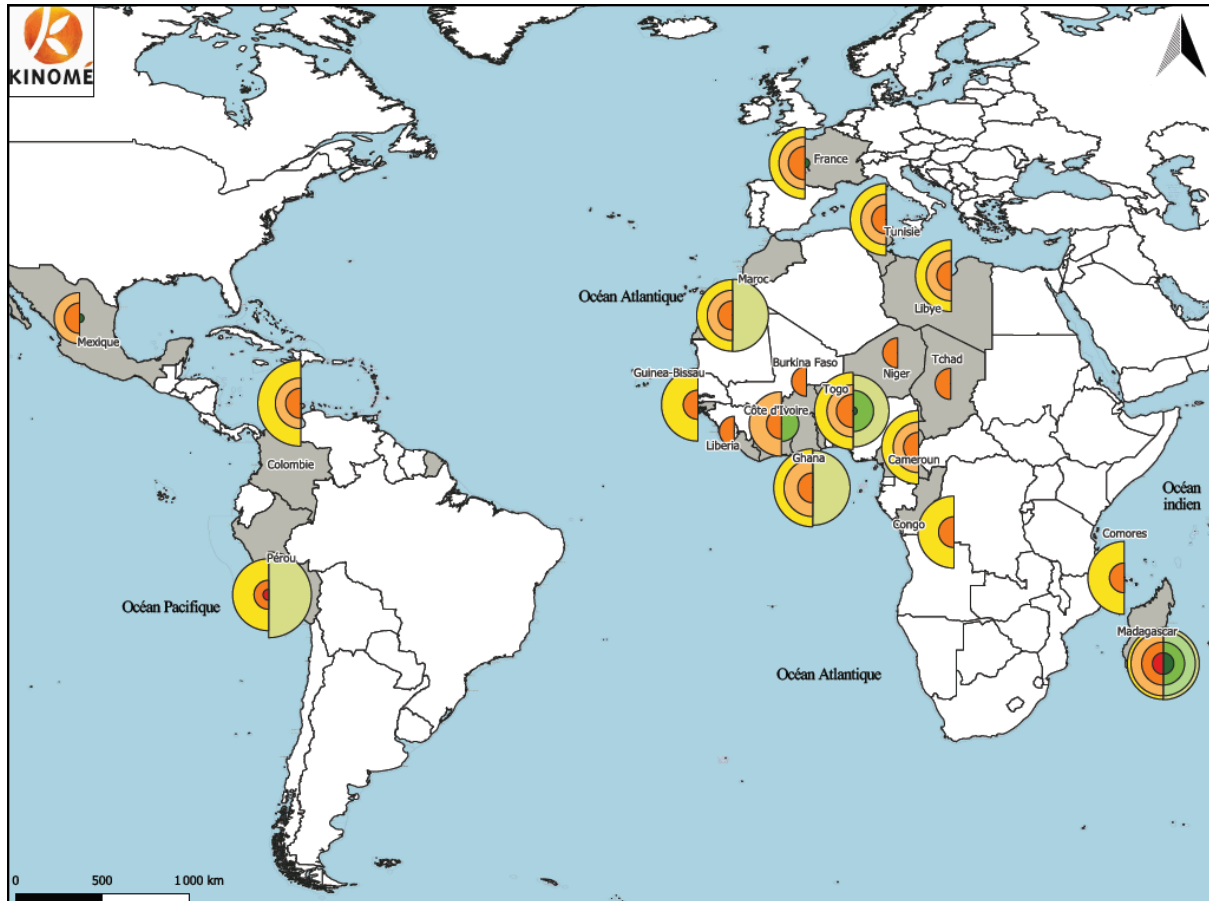 KINOMÉ
France
Tunisie
Libye
Maroc
Océan Atlantique
Mexique
Niger
Tchad
Burkina Faso
Guinea-Bissau
Togo
Côte d'Ivoire
Liberia
Ghana
Cameroun
Colombie
Océan
indien
Congo
Comores
Pérou
Océan Pacifique
Madagascar
Océan Atlantique
0 500 1 000 km